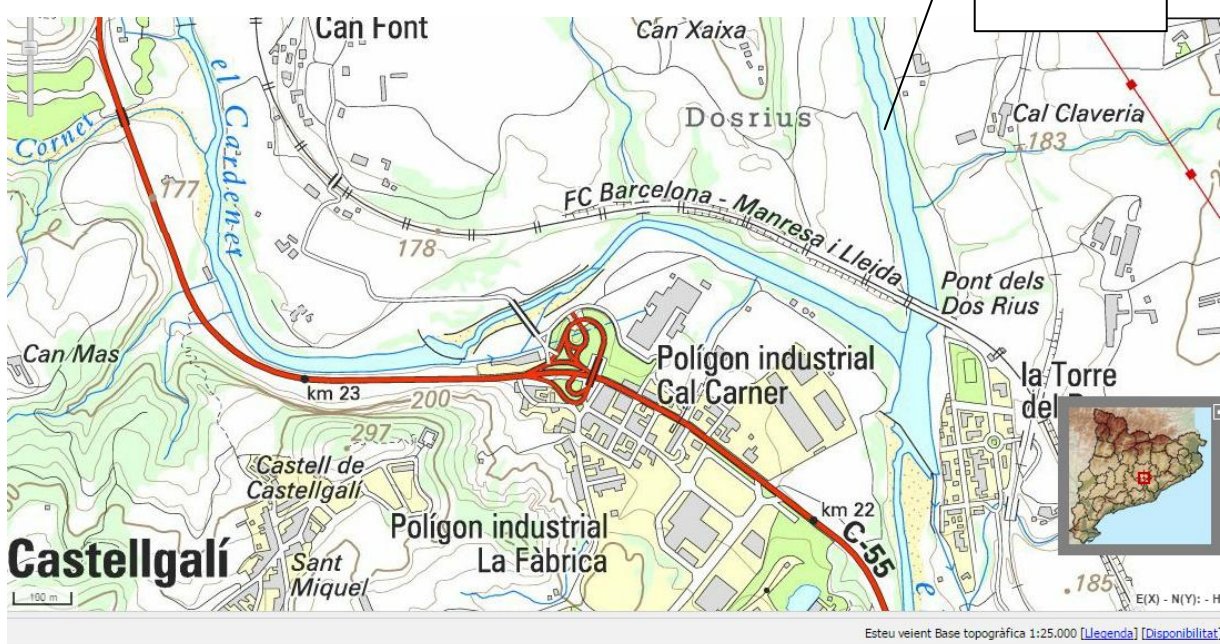 Can Font
Can Xaixa
el Cardener
Cornet
Dosrius
Cal Claveria
183
177
FC Barcelona - Manresa i Lleida
178
Pont dels
Dos Rius
Can Mas
km 23
200
Polígon industrial
Cal Carner
la Torre
del
297
Castell de
Castellgalí
km 22
C-55
Polígon industrial
La Fàbrica
Castellgalí
Sant
Miquel
100 m
185
E(X) - N(Y): - H
Esteu veient Base topogràfica 1:25.000 [Llegenda] [Disponibilitat]